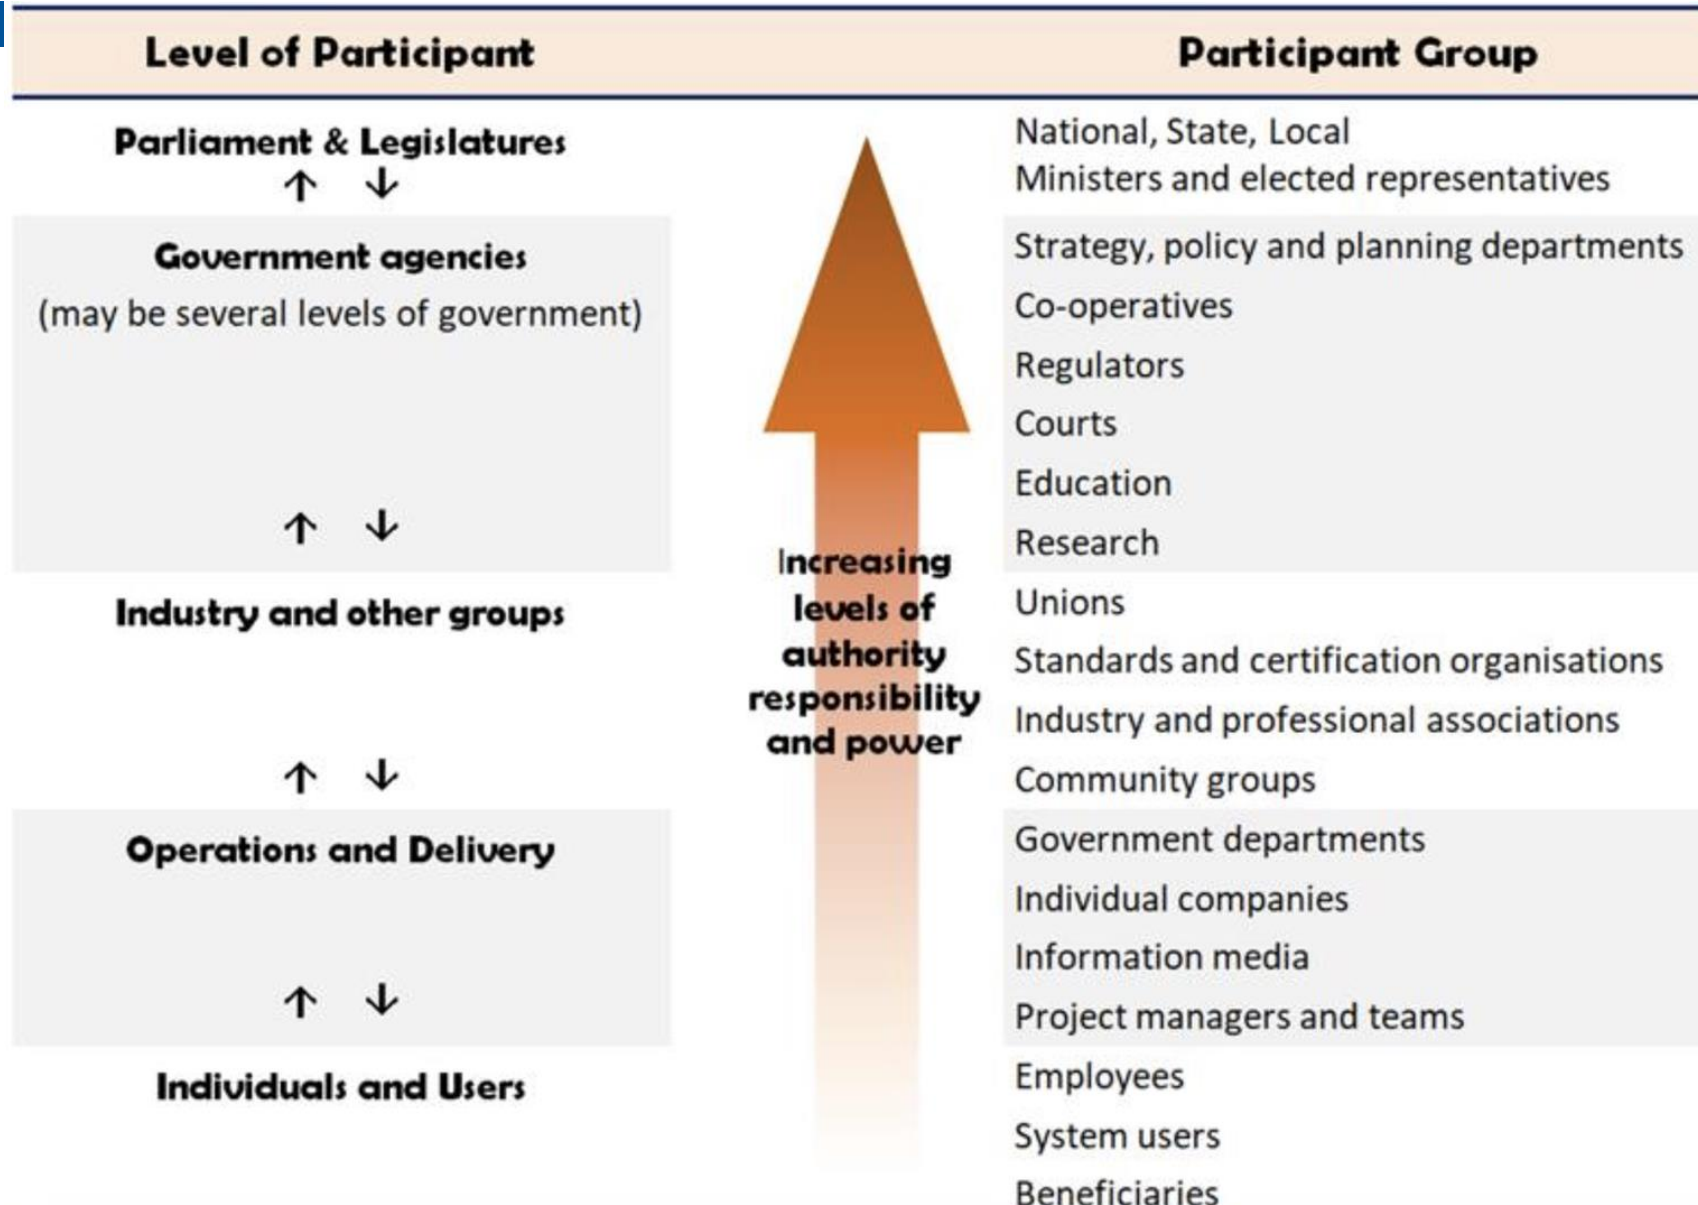 Level of Participant
Participant Group
Parliament & Legislatures
↑ ↓
National, State, Local
Ministers and elected representatives
Government agencies
(may be several levels of government)
↑ ↓
Strategy, policy and planning departments
Co-operatives
Regulators
Courts
Education
Research
Increasing
levels of
authority
responsibility
and power
Industry and other groups
↑ ↓
Unions
Standards and certification organisations
Industry and professional associations
Community groups
Operations and Delivery
↑ ↓
Government departments
Individual companies
Information media
Project managers and teams
Individuals and Users
Employees
System users
Beneficiaries